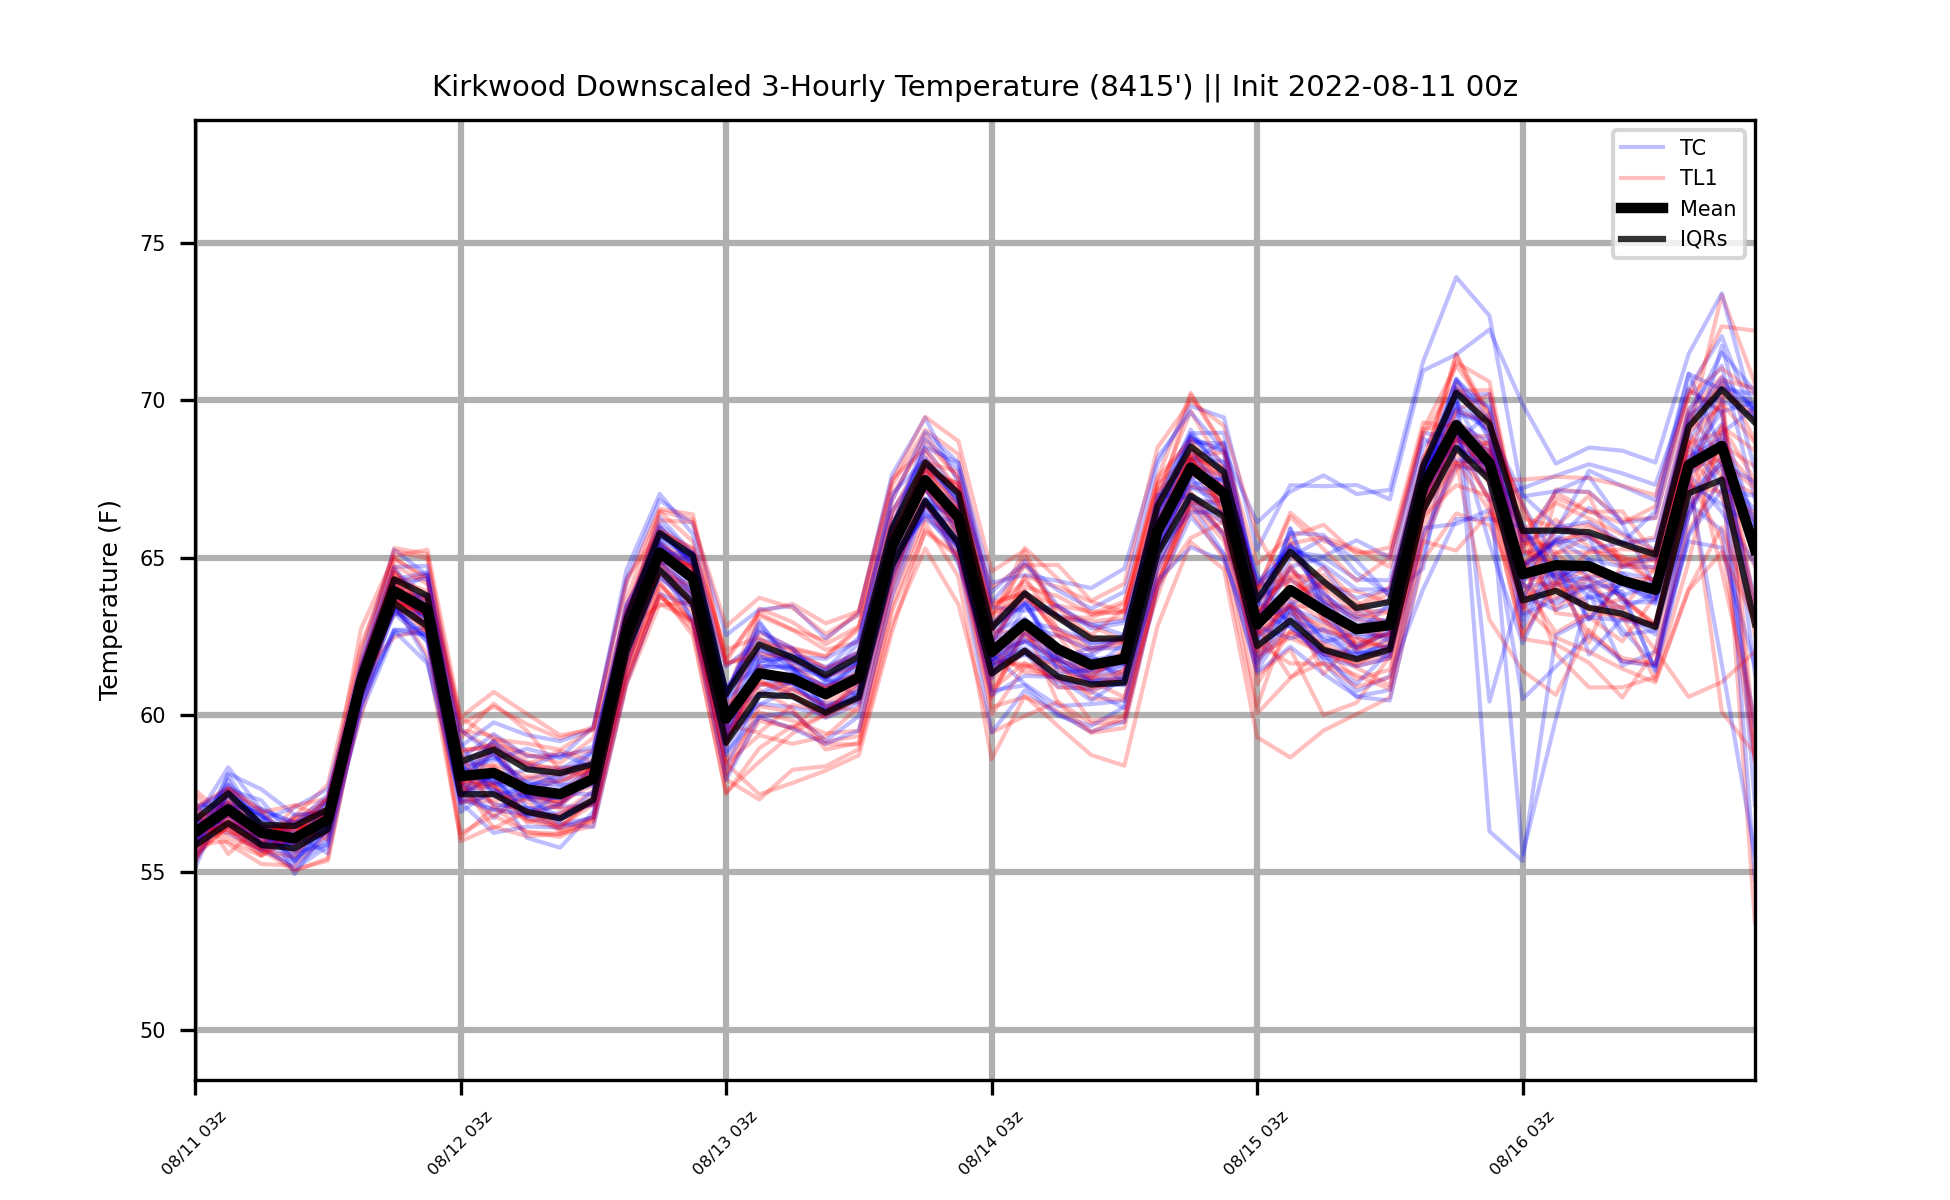 Kirkwood Downscaled 3-Hourly Temperature (8415') || Init 2022-08-11 00z
TC
TL1
Mean
IQRs
Temperature (F)
75
70
65
60
55
50
08/11 03z
08/12 03z
08/13 03z
08/14 03z
08/15 03z
08/16 03z